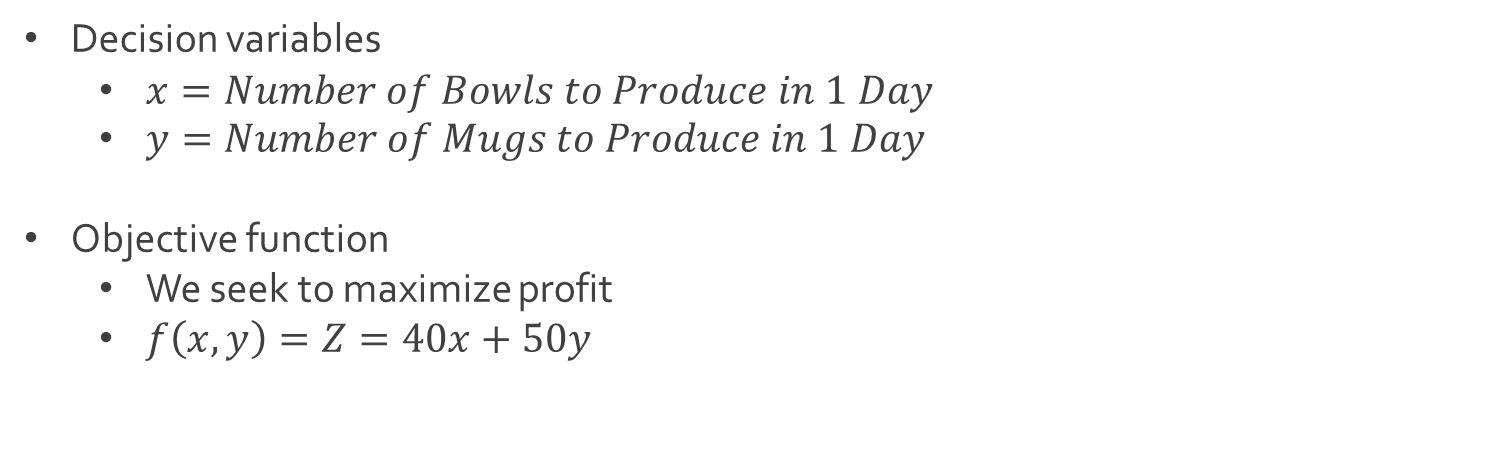 • Decision variables
• x = Number of Bowls to Produce in 1 Day
• y = Number of Mugs to Produce in 1 Day
• Objective function
• We seek to maximize profit
• f(x, y) = Z = 40x + 50y